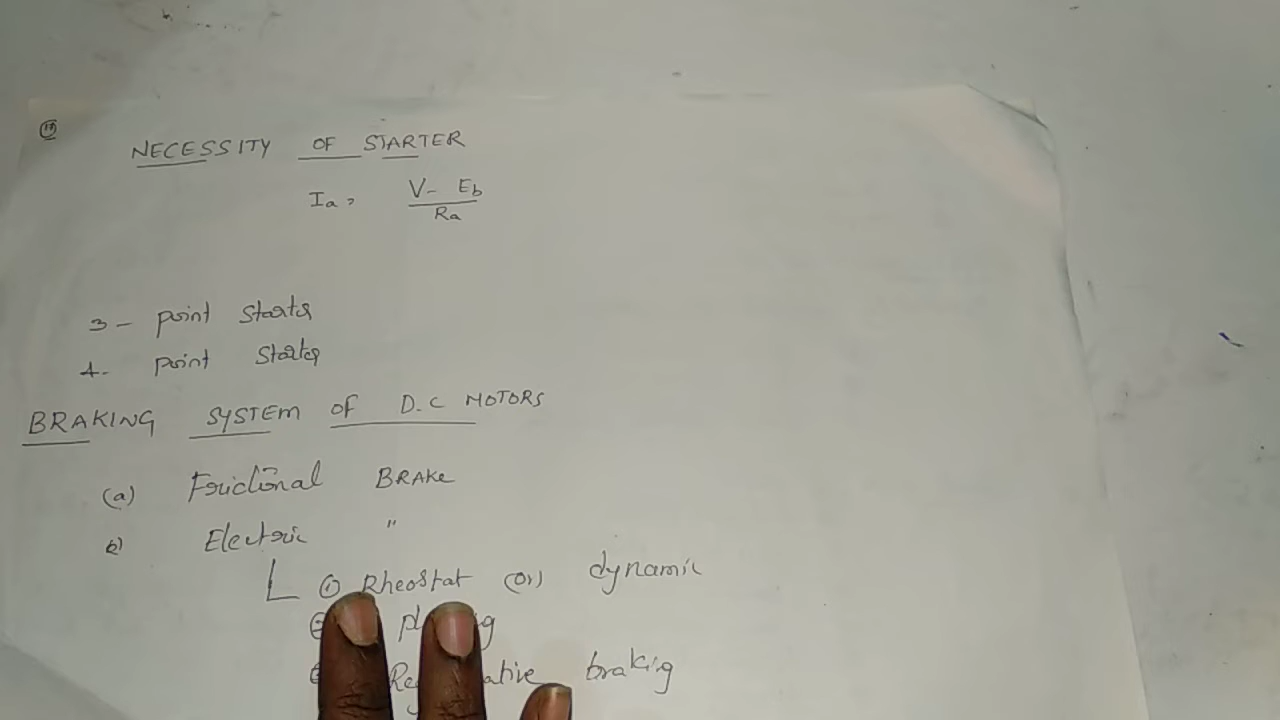 NECESSITY OF STARTER
Ia = V - Eb / Ra
3 - point starter
4 - point starter
BRAKING SYSTEM OF D.C MOTORS
(a) Frictional BRAKE
b) Electric "
① Rheostat (or) dynamic
braking